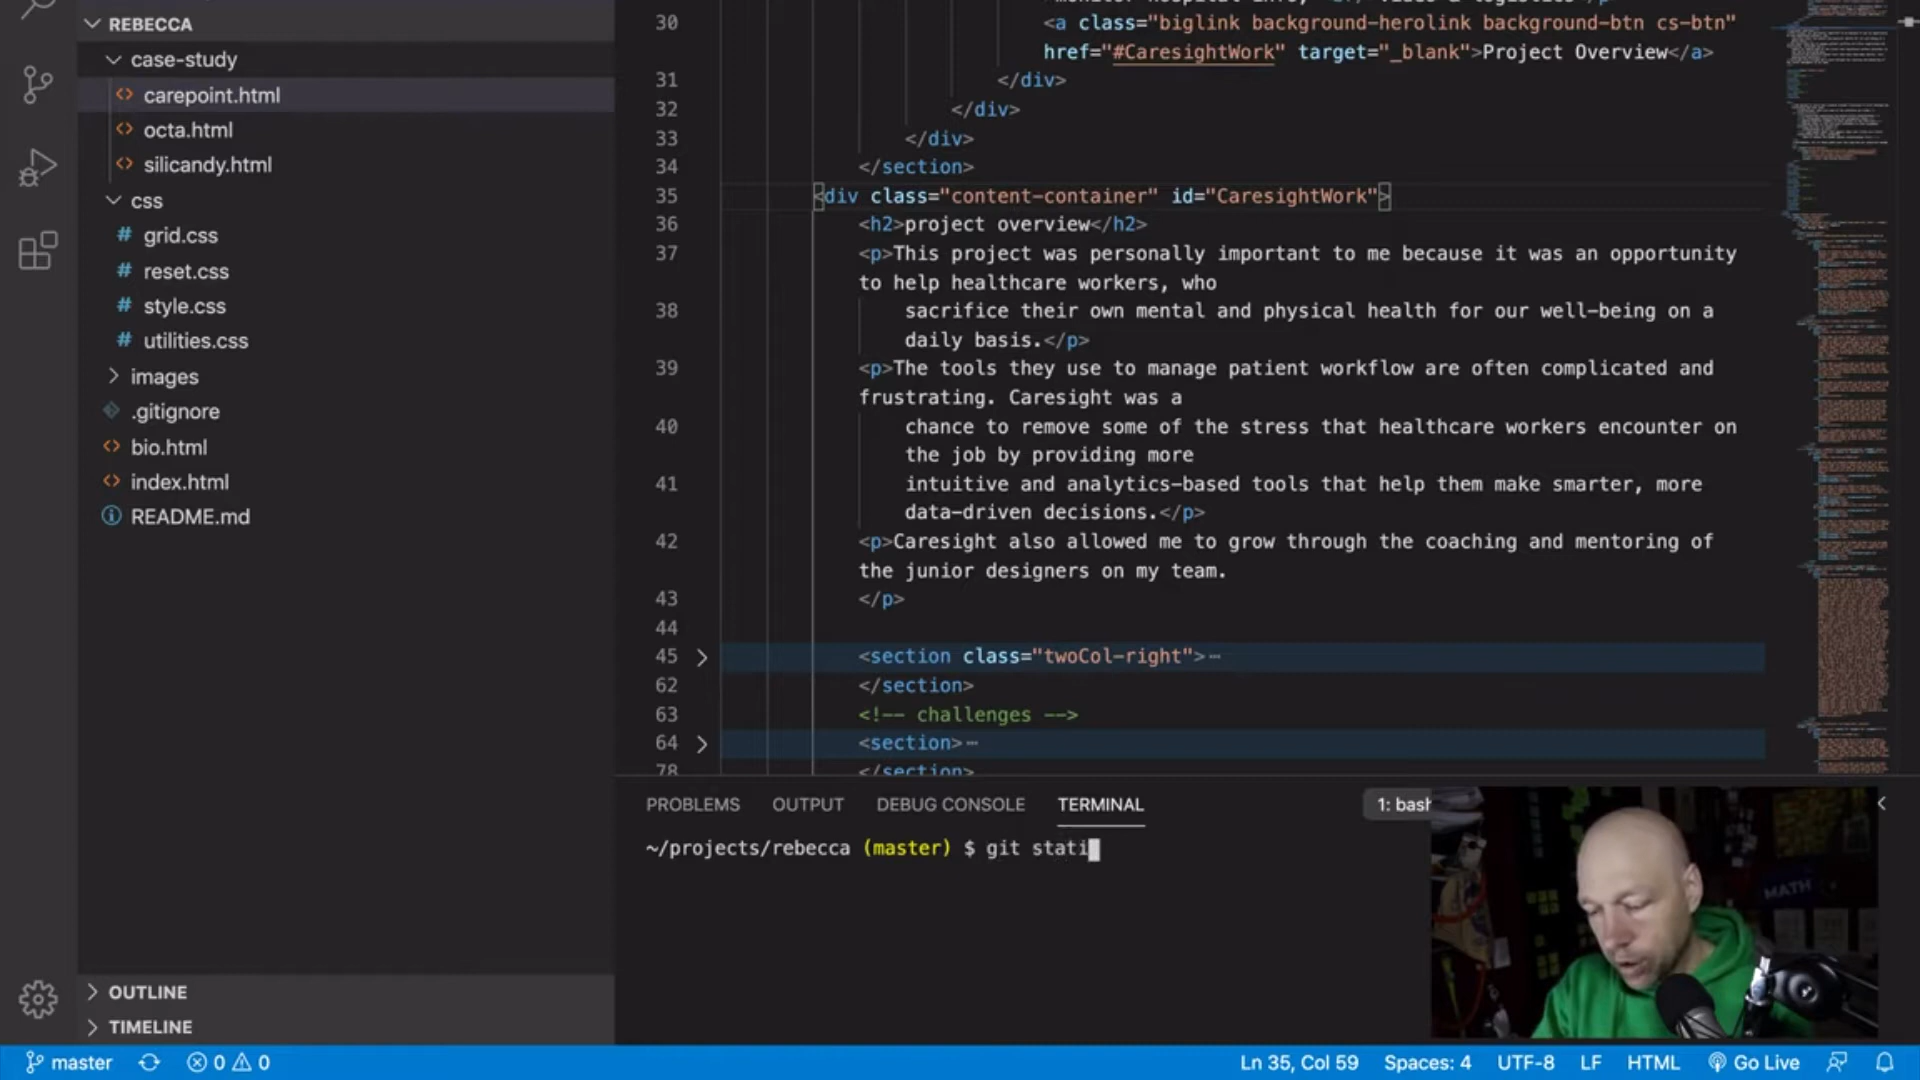 REBECCA
case-study
carepoint.html
octa.html
silicandy.html
css
grid.css
reset.css
style.css
utilities.css
images
.gitignore
bio.html
index.html
README.md
OUTLINE
TIMELINE
30 <a class="biglink background-herolink background-btn cs-btn"
href="#CaresightWork" target="_blank">Project Overview</a>
31 </div>
32 </div>
33 </div>
34 </section>
35 <div class="content-container" id="CaresightWork">
36 <h2>project overview</h2>
37 <p>This project was personally important to me because it was an opportunity
to help healthcare workers, who
38 sacrifice their own mental and physical health for our well-being on a
daily basis.</p>
39 <p>The tools they use to manage patient workflow are often complicated and
frustrating. Caresight was a
40 chance to remove some of the stress that healthcare workers encounter on
the job by providing more
41 intuitive and analytics-based tools that help them make smarter, more
data-driven decisions.</p>
42 <p>Caresight also allowed me to grow through the coaching and mentoring of
the junior designers on my team.
43 </p>
44
45 <section class="twoCol-right">⋯
62 </section>
63 <!-- challenges -->
64 <section>⋯
78 </section>
PROBLEMS OUTPUT DEBUG CONSOLE TERMINAL 1: bash
~/projects/rebecca (master) $ git stati
MATH
master 0 0 Ln 35, Col 59 Spaces: 4 UTF-8 LF HTML Go Live